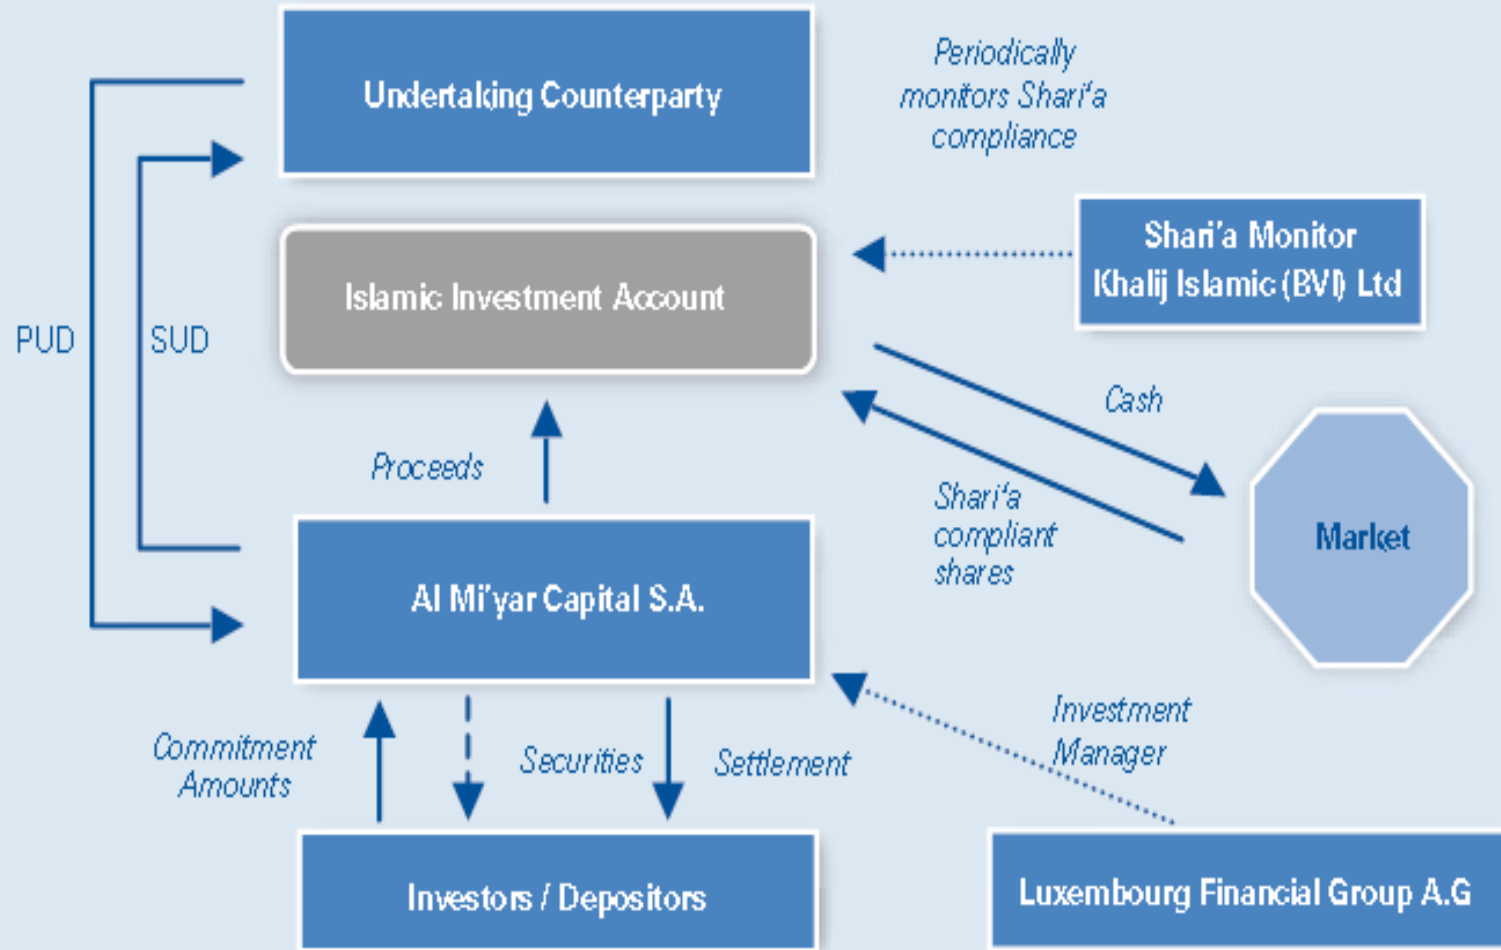 Undertaking Counterparty
Periodically
monitors Shari'a
compliance
Shari'a Monitor
Khalij Islamic (BVI) Ltd
Islamic Investment Account
PUD
SUD
Cash
Proceeds
Shari'a
compliant
shares
Market
Al Mi'yar Capital S.A.
Commitment
Amounts
Securities
Settlement
Investment
Manager
Investors / Depositors
Luxembourg Financial Group A.G